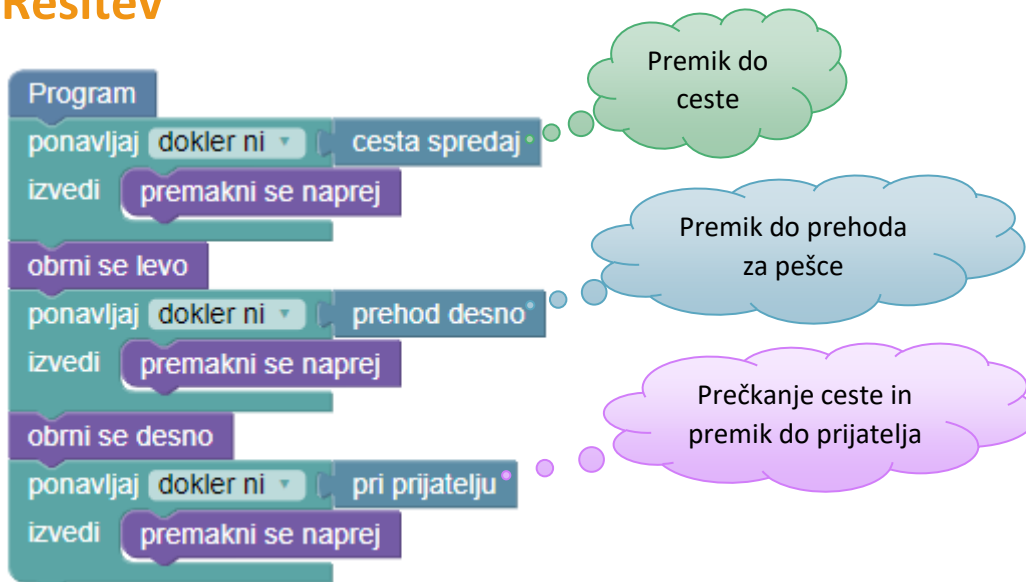 Rešitev
Program
ponavljaj dokler ni cesta spredaj
izvedi premakni se naprej
obrni se levo
ponavljaj dokler ni prehod desno
izvedi premakni se naprej
obrni se desno
ponavljaj dokler ni pri prijatelju
izvedi premakni se naprej
Premik do
ceste
Premik do prehoda
za pešce
Prečkanje ceste in
premik do prijatelja